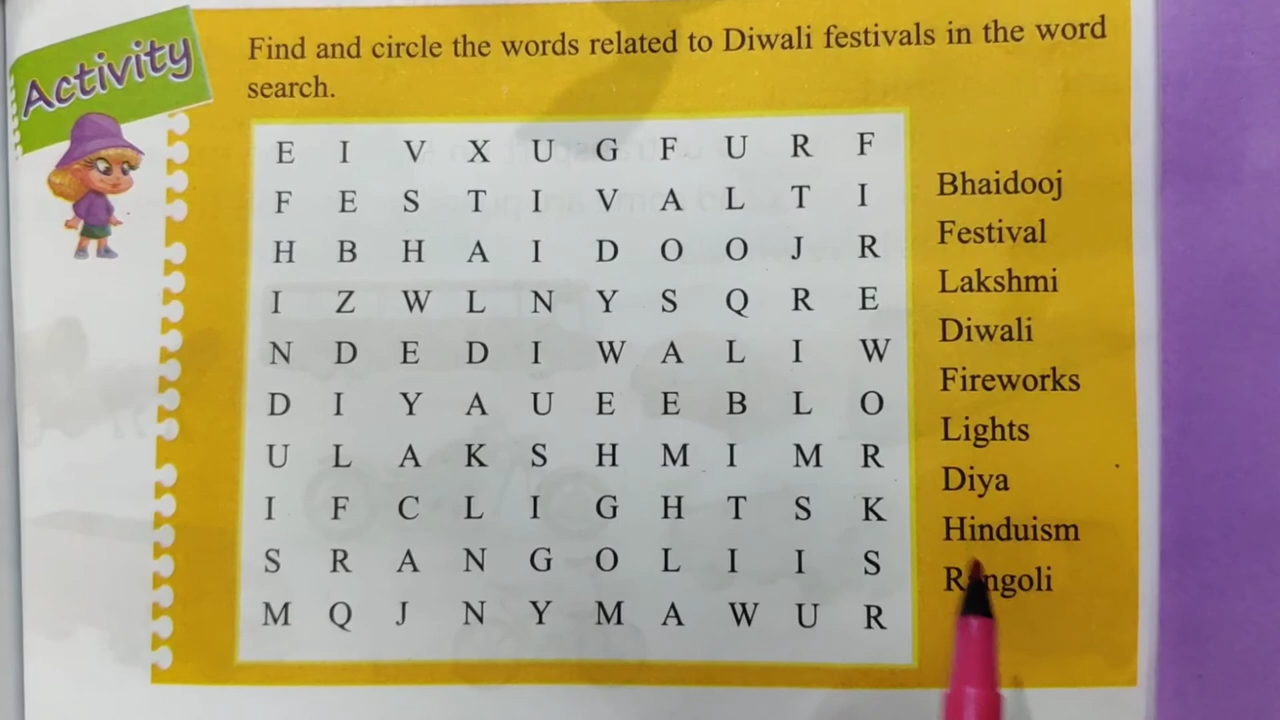 Activity
Find and circle the words related to Diwali festivals in the word
search.
E I V X U G F U R F
F E S T I V A L T I
H B H A I D O O J R
I Z W L N Y S Q R E
N D E D I W A L I W
D I Y A U E E B L O
U L A K S H M I M R
I F C L I G H T S K
S R A N G O L I I S
M Q J N Y M A W U R
Bhaidooj
Festival
Lakshmi
Diwali
Fireworks
Lights
Diya
Hinduism
Rangoli